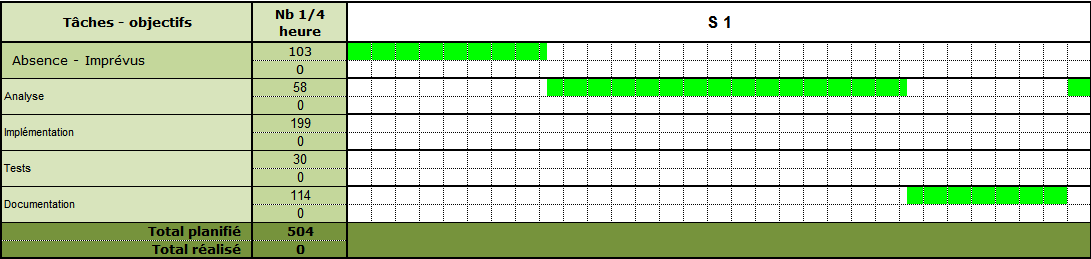 Tâches - objectifs
Nb 1/4
heure
S 1
Absence - Imprévus
103
0
Analyse
58
0
Implémentation
199
0
Tests
30
0
Documentation
114
0
Total planifié 504
Total réalisé 0